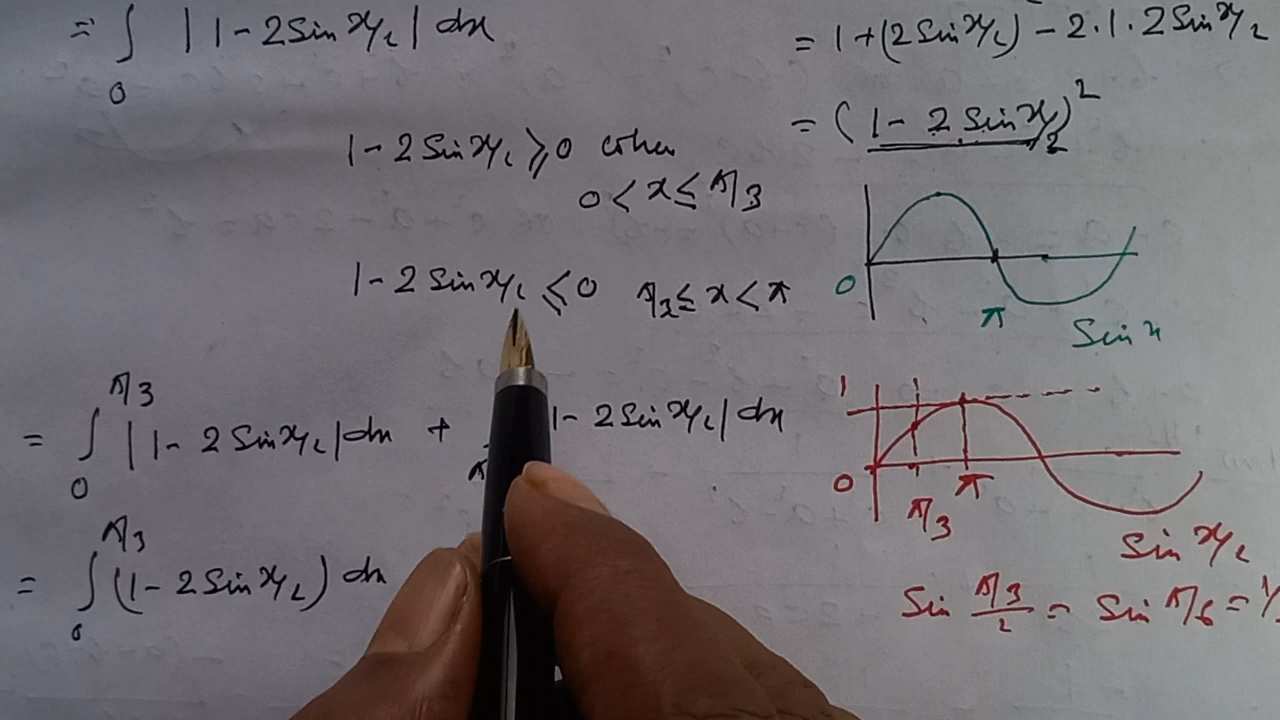 = ∫₀ |1 - 2 Sin x/2| dx
= 1 + (2 Sin x/2)² - 2.1.2 Sin x/2
= (1 - 2 Sin x/2)²
1 - 2 Sin x/2 ≥ 0 when
0 < x ≤ π/3
1 - 2 Sin x/2 ≤ 0 π/3 ≤ x < π
0 π
Sin x
= ∫₀^π/3 |1 - 2 Sin x/2| dx + 1 - 2 Sin x/2| dx
1
0 π/3 π
Sin x/2
= ∫₀^π/3 (1 - 2 Sin x/2) dx
Sin π/3/2 = Sin π/6 = 1/